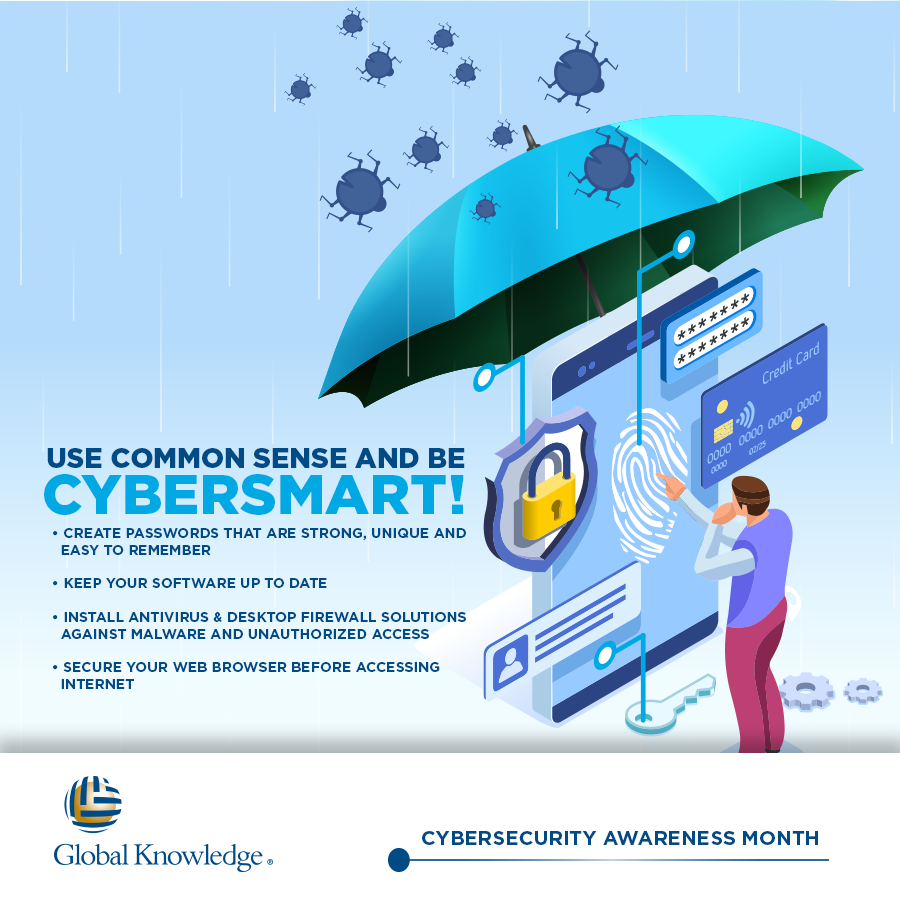 *******
*******
Credit Card
0000 0000 0000 0000
0000
02/25
USE COMMON SENSE AND BE
CYBERSMART!
• CREATE PASSWORDS THAT ARE STRONG, UNIQUE AND
EASY TO REMEMBER
• KEEP YOUR SOFTWARE UP TO DATE
• INSTALL ANTIVIRUS & DESKTOP FIREWALL SOLUTIONS
AGAINST MALWARE AND UNAUTHORIZED ACCESS
• SECURE YOUR WEB BROWSER BEFORE ACCESSING
INTERNET
Global Knowledge®
CYBERSECURITY AWARENESS MONTH